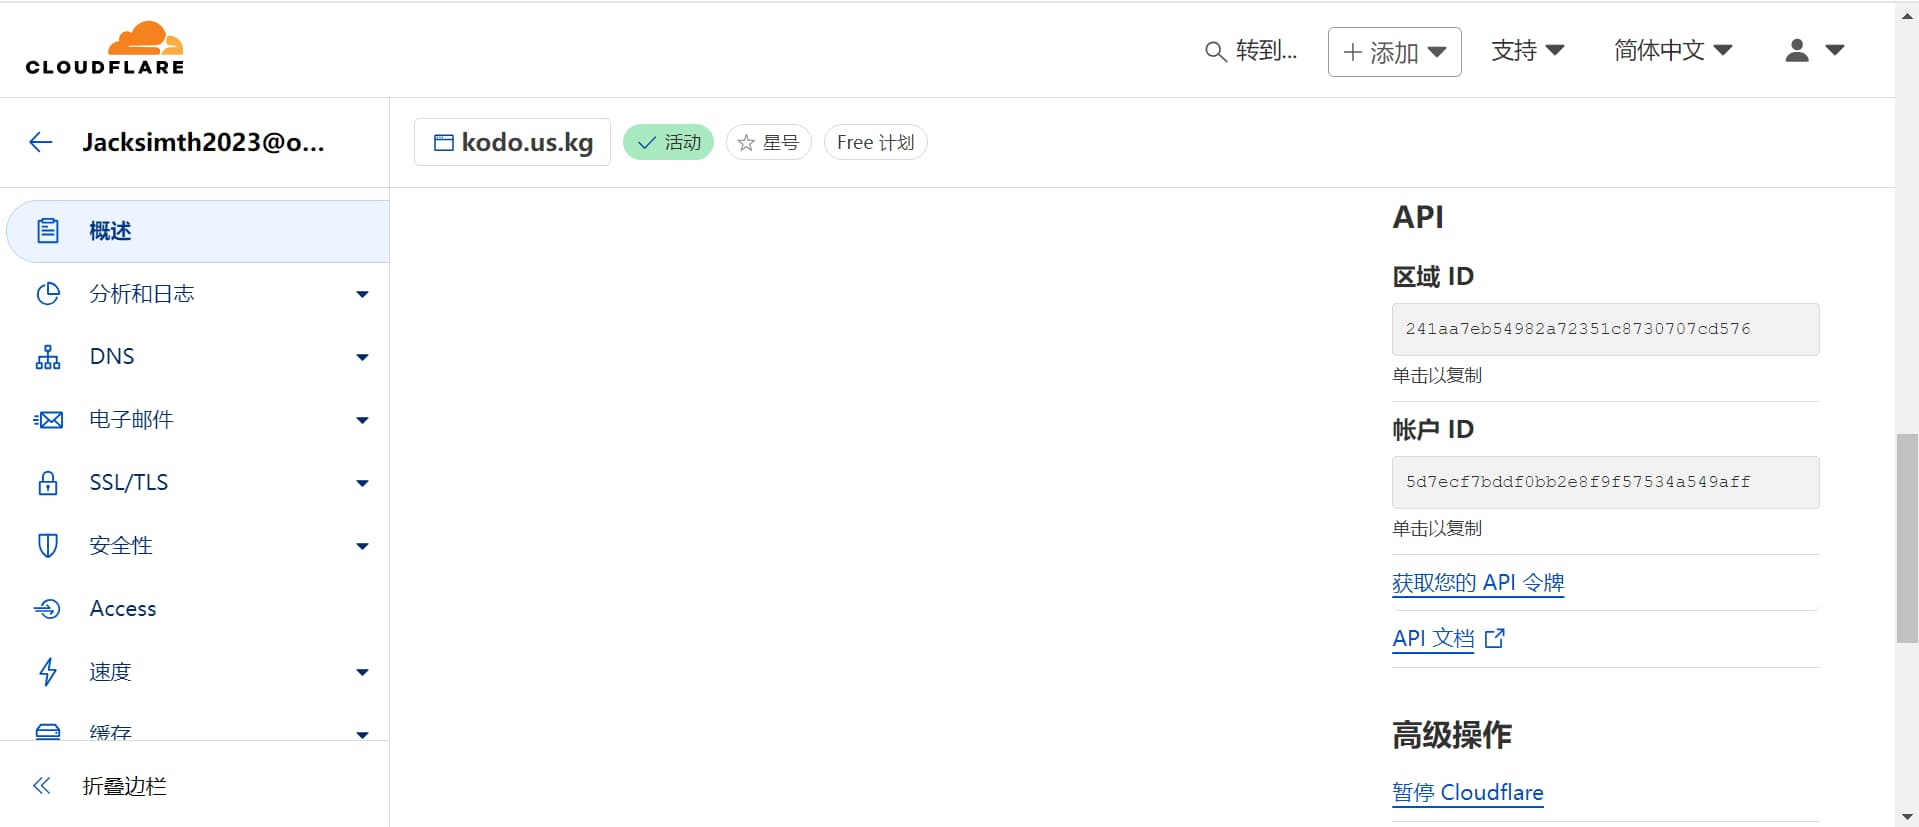 CLOUDFLARE
转到...
添加
支持
简体中文
Jacksimth2023@o...
kodo.us.kg
活动
星号
Free 计划
概述
分析和日志
DNS
电子邮件
SSL/TLS
安全性
Access
速度
缓存
折叠边栏
API
区域 ID
241aa7eb54982a72351c8730707cd576
单击以复制
帐户 ID
5d7ecf7bddf0bb2e8f9f57534a549aff
单击以复制
获取您的 API 令牌
API 文档
高级操作
暂停 Cloudflare